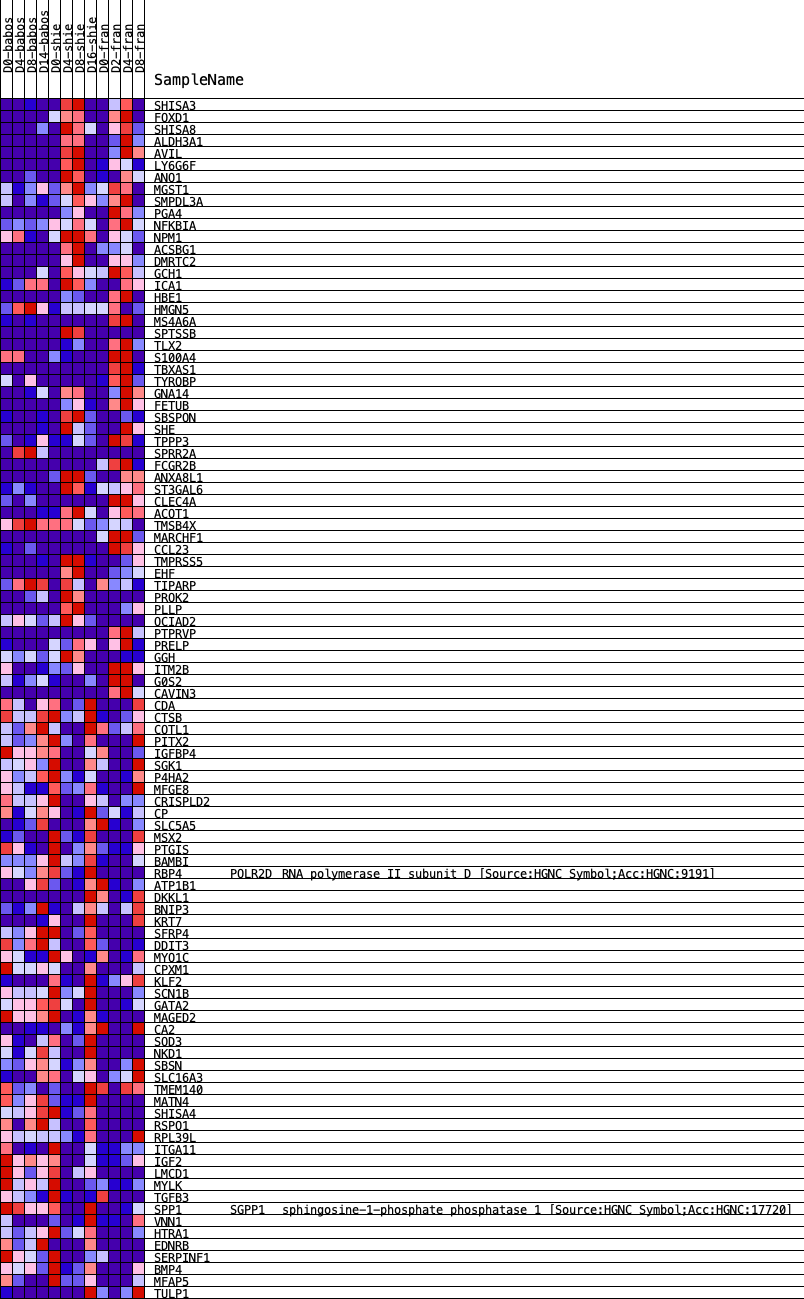 D0-babos
D4-babos
D8-babos
D14-babos
D0-shie
D4-shie
D8-shie
D16-shie
D0-fran
D2-fran
D4-fran
D8-fran
SampleName
SHISA3
FOXD1
SHISA8
ALDH3A1
AVIL
LY6G6F
ANO1
MGST1
SMPDL3A
PGA4
NFKBIA
NPM1
ACSBG1
DMRTC2
GCH1
ICA1
HBE1
HMGN5
MS4A6A
SPTSSB
TLX2
S100A4
TBXAS1
TYROBP
GNA14
FETUB
SBSPON
SHE
TPPP3
SPRR2A
FCGR2B
ANXA8L1
ST3GAL6
CLEC4A
ACOT1
TMSB4X
MARCHF1
CCL23
TMPRSS5
EHF
TIPARP
PROK2
PLLP
OCIAD2
PTPRVP
PRELP
GGH
ITM2B
G0S2
CAVIN3
CDA
CTSB
COTL1
PITX2
IGFBP4
SGK1
P4HA2
MFGE8
CRISPLD2
CP
SLC5A5
MSX2
PTGIS
BAMBI
RBP4 POLR2D RNA polymerase II subunit D [Source:HGNC Symbol;Acc:HGNC:9191]
ATP1B1
DKKL1
BNIP3
KRT7
SFRP4
DDIT3
MYO1C
CPXM1
KLF2
SCN1B
GATA2
MAGED2
CA2
SOD3
NKD1
SBSN
SLC16A3
TMEM140
MATN4
SHISA4
RSPO1
RPL39L
ITGA11
IGF2
LMCD1
MYLK
TGFB3
SPP1 SGPP1 sphingosine-1-phosphate phosphatase 1 [Source:HGNC Symbol;Acc:HGNC:17720]
VNN1
HTRA1
EDNRB
SERPINF1
BMP4
MFAP5
TULP1